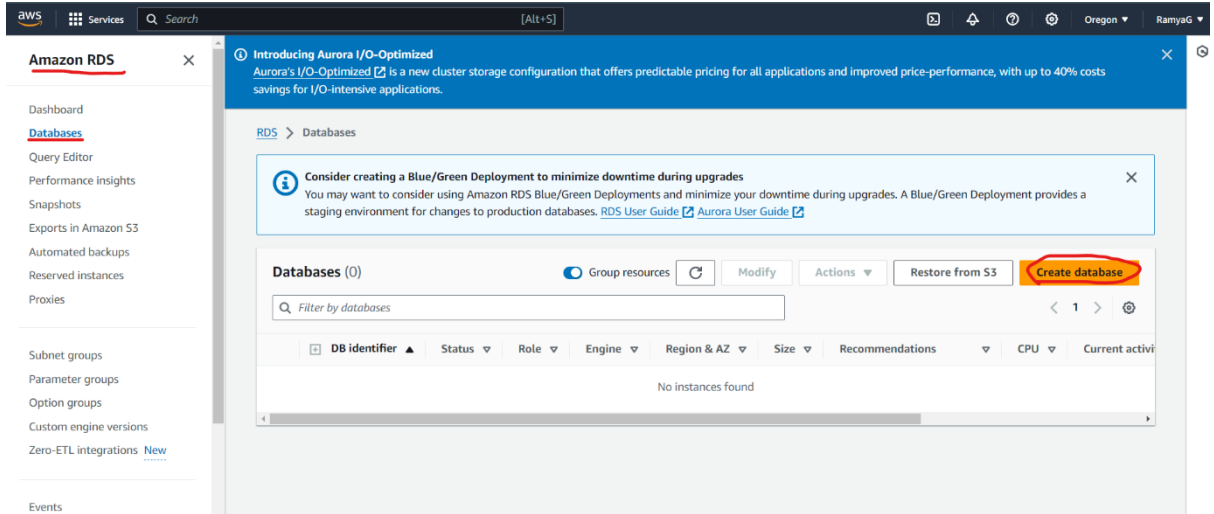 aws Services Search [Alt+S] Oregon ▼ RamyaG ▼
Amazon RDS
Dashboard
Databases
Query Editor
Performance insights
Snapshots
Exports in Amazon S3
Automated backups
Reserved instances
Proxies
Subnet groups
Parameter groups
Option groups
Custom engine versions
Zero-ETL integrations New
Events
Introducing Aurora I/O-Optimized
Aurora's I/O-Optimized is a new cluster storage configuration that offers predictable pricing for all applications and improved price-performance, with up to 40% costs
savings for I/O-intensive applications.
RDS > Databases
Consider creating a Blue/Green Deployment to minimize downtime during upgrades
You may want to consider using Amazon RDS Blue/Green Deployments and minimize your downtime during upgrades. A Blue/Green Deployment provides a
staging environment for changes to production databases. RDS User Guide Aurora User Guide
Databases (0) Group resources Modify Actions ▼ Restore from S3 Create database
Filter by databases < 1 >
DB identifier ▲ Status Role Engine Region & AZ Size Recommendations CPU Current activi
No instances found